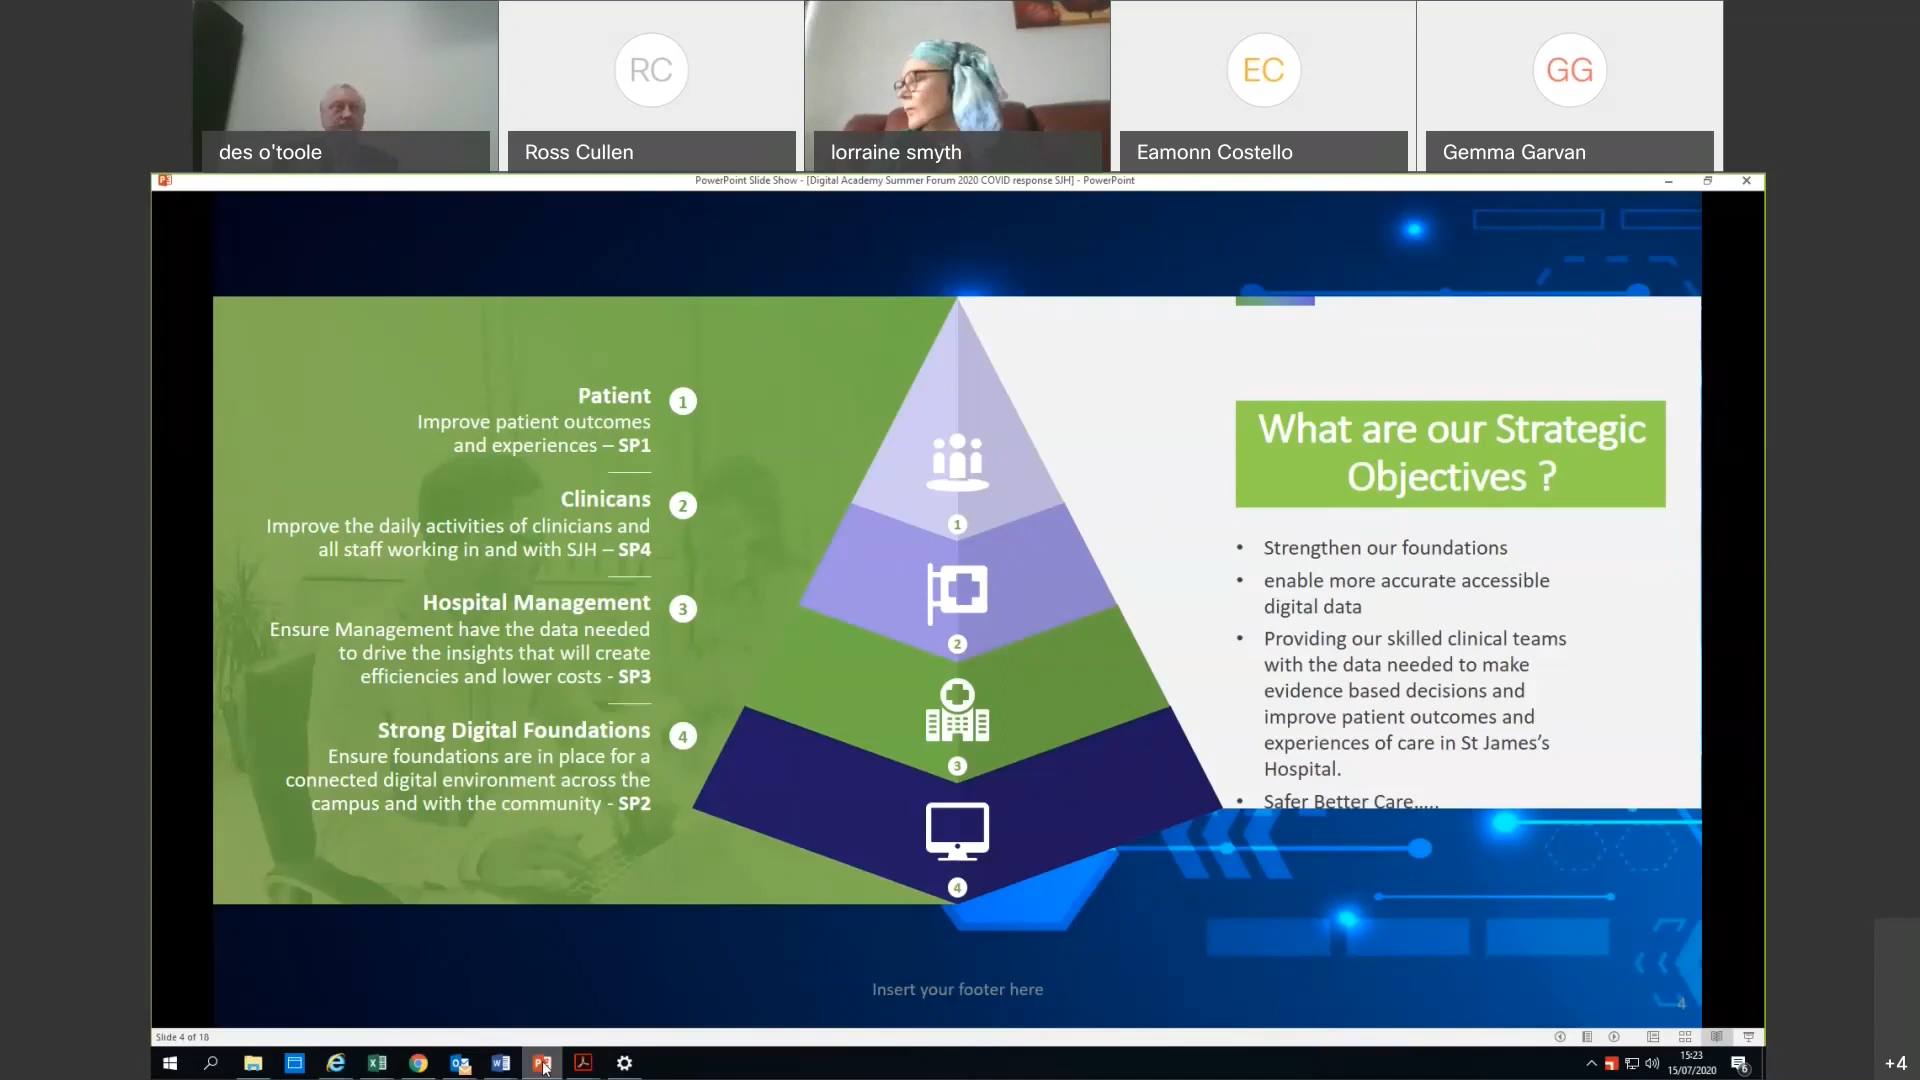 RC
EC
GG
des o'toole
Ross Cullen
lorraine smyth
Eamonn Costello
Gemma Garvan
PowerPoint Slide Show - [Digital Academy Summer Forum 2020 COVID response SJH] - PowerPoint
Patient
1
Improve patient outcomes
and experiences – SP1
Clinicans
2
Improve the daily activities of clinicians and
all staff working in and with SJH – SP4
Hospital Management
3
Ensure Management have the data needed
to drive the insights that will create
efficiencies and lower costs - SP3
Strong Digital Foundations
4
Ensure foundations are in place for a
connected digital environment across the
campus and with the community - SP2
1
2
3
4
What are our Strategic
Objectives ?
• Strengthen our foundations
• enable more accurate accessible
digital data
• Providing our skilled clinical teams
with the data needed to make
evidence based decisions and
improve patient outcomes and
experiences of care in St James’s
Hospital.
• Safer Better Care.....
Insert your footer here
4
Slide 4 of 18
15:23
15/07/2020
6
+4